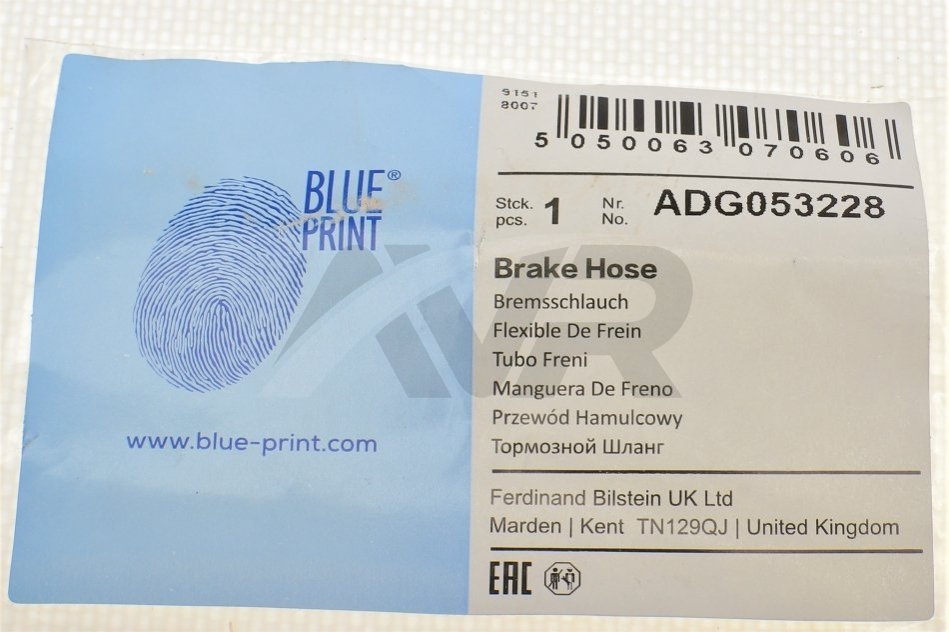 BLUE®
PRINT
www.blue-print.com
9151
8007
5 050063 070606
Stck. 1 Nr. ADG053228
pcs. No.
Brake Hose
Bremsschlauch
Flexible De Frein
Tubo Freni
Manguera De Freno
Przewód Hamulcowy
Тормозной Шланг
Ferdinand Bilstein UK Ltd
Marden | Kent TN129QJ | United Kingdom
EAC
AVR